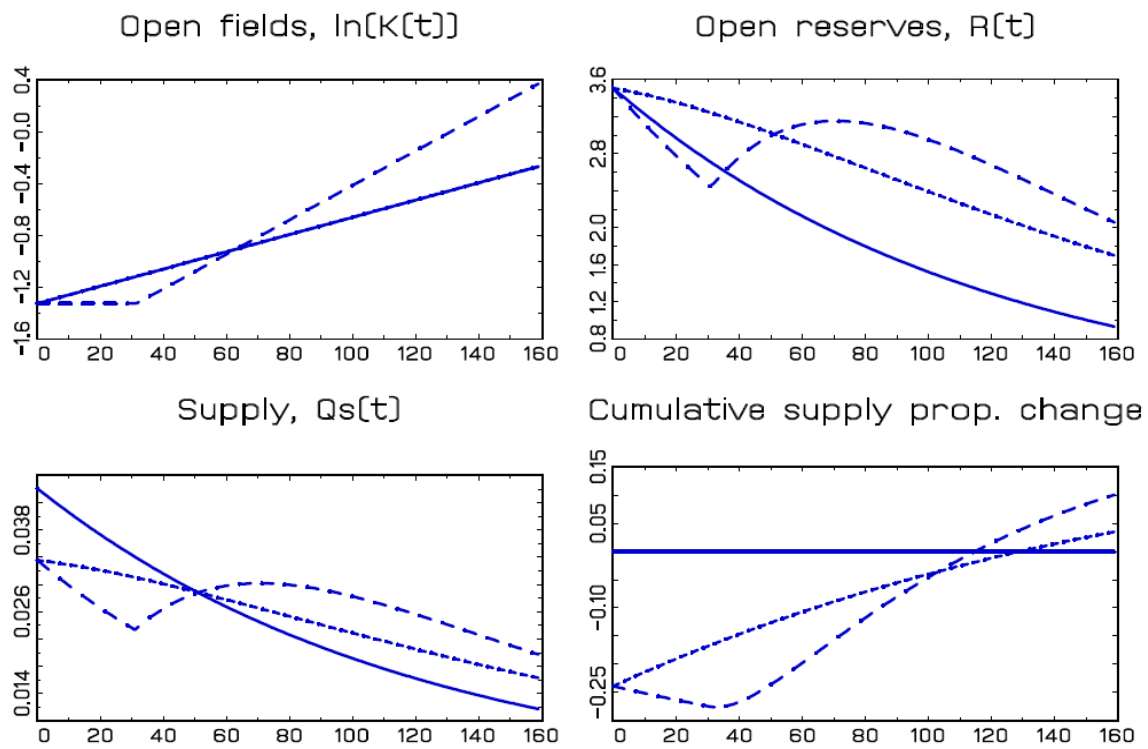 Open fields, ln(K(t))
0.4
-0.0
-0.4
-0.8
-1.2
-1.6
0 20 40 60 80 100 120 140 160
Open reserves, R(t)
3.6
2.8
2.0
1.6
1.2
0.8
0 20 40 60 80 100 120 140 160
Supply, Qs(t)
0.038
0.026
0.014
0 20 40 60 80 100 120 140 160
Cumulative supply prop. change
0.15
0.05
-0.10
-0.25
0 20 40 60 80 100 120 140 160